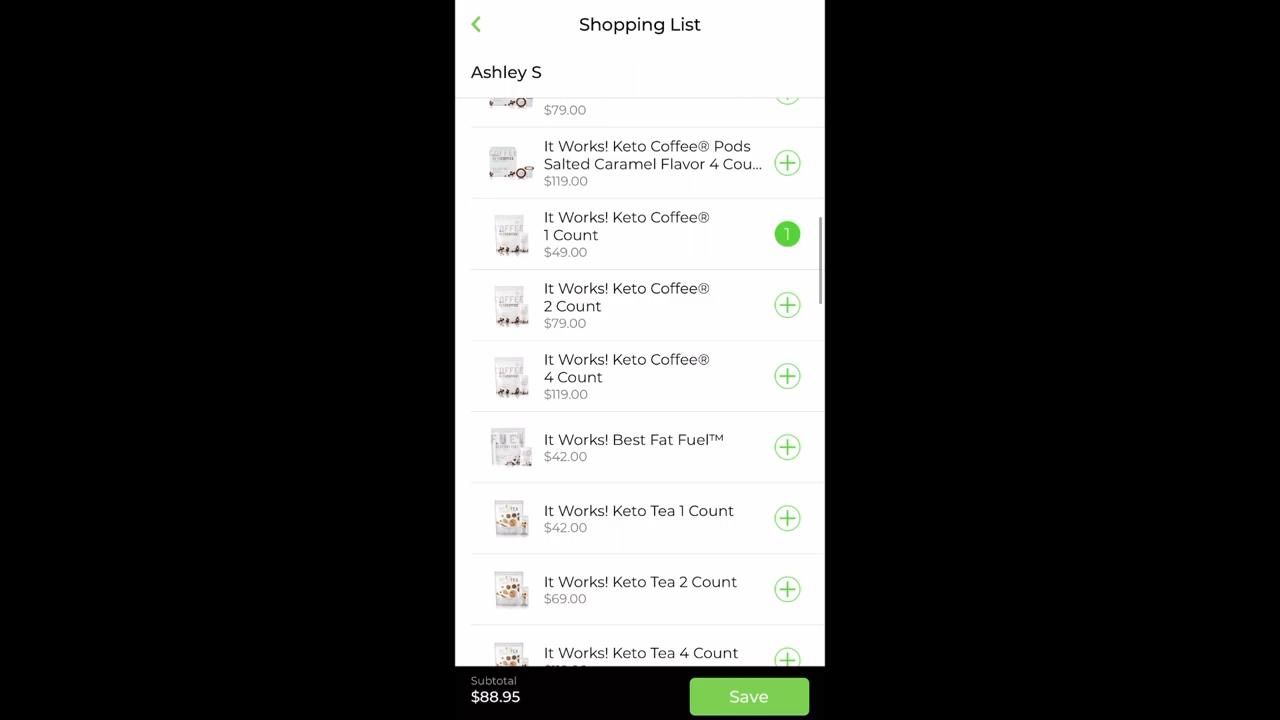 Shopping List
Ashley S
$79.00
It Works! Keto Coffee® Pods
Salted Caramel Flavor 4 Cou...
$119.00
It Works! Keto Coffee®
1 Count
$49.00
1
It Works! Keto Coffee®
2 Count
$79.00
It Works! Keto Coffee®
4 Count
$119.00
It Works! Best Fat Fuel™
$42.00
It Works! Keto Tea 1 Count
$42.00
It Works! Keto Tea 2 Count
$69.00
It Works! Keto Tea 4 Count
Subtotal
$88.95
Save